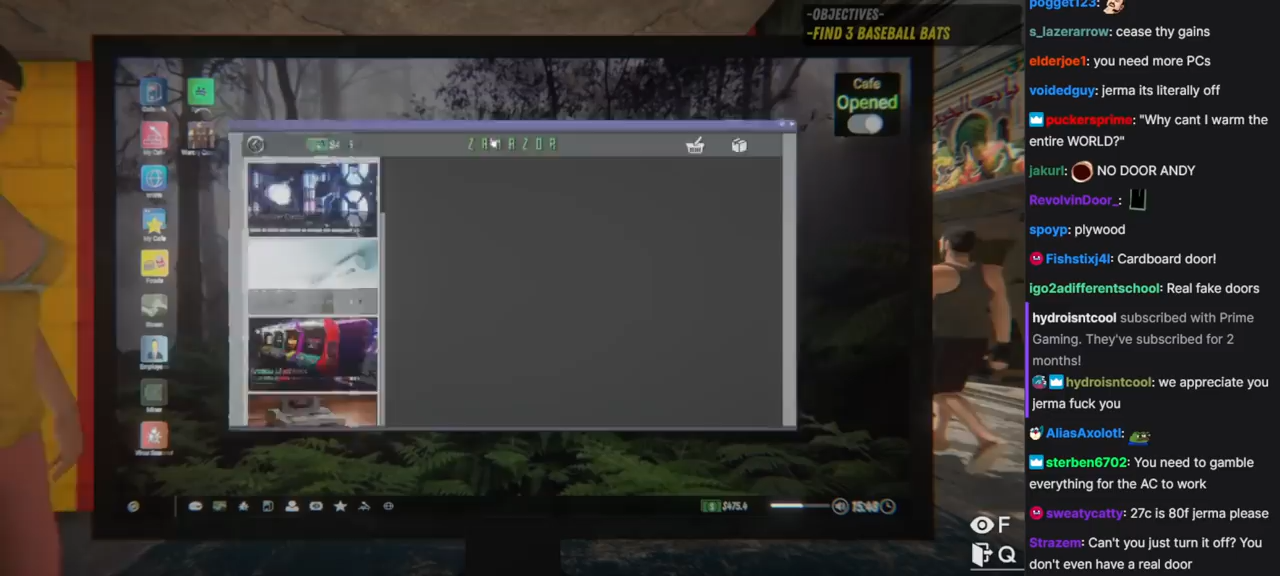 -OBJECTIVES-
-FIND 3 BASEBALL BATS
Cafe
Opened
ZAMAZOR
My Cafe
Foods
$475.4
15:43
F
Q
pogget123:
s_lazerarrow: cease thy gains
elderjoe1: you need more PCs
voidedguy: jerma its literally off
puckersprime: "Why cant I warm the
entire WORLD?"
jakurl: NO DOOR ANDY
RevolvinDoor_:
spoyp: plywood
Fishstixj4l: Cardboard door!
igo2adifferentschool: Real fake doors
hydroisntcool subscribed with Prime
Gaming. They've subscribed for 2
months!
hydroisntcool: we appreciate you
jerma fuck you
AliasAxolotl:
sterben6702: You need to gamble
everything for the AC to work
sweatycatty: 27c is 80f jerma please
Strazem: Can't you just turn it off? You
don't even have a real door